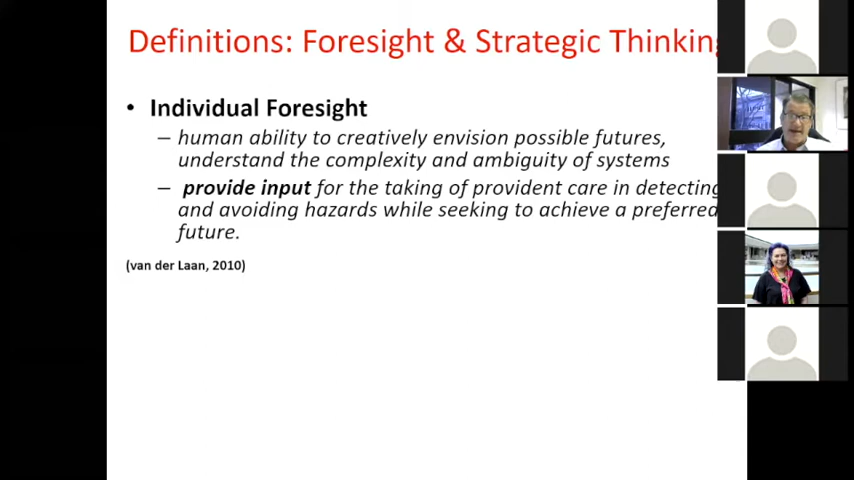 Definitions: Foresight & Strategic Thinking
• Individual Foresight
– human ability to creatively envision possible futures,
understand the complexity and ambiguity of systems
– provide input for the taking of provident care in detecting
and avoiding hazards while seeking to achieve a preferred
future.
(van der Laan, 2010)